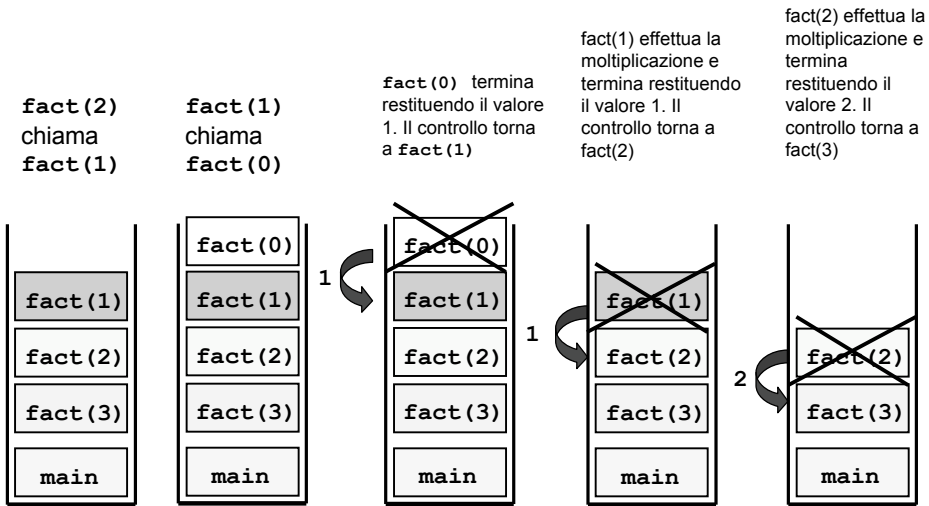 fact(2)
chiama
fact(1)
fact(1)
chiama
fact(0)
fact(0) termina
restituendo il valore
1. Il controllo torna
a fact(1)
fact(1) effettua la
moltiplicazione e
termina restituendo
il valore 1. Il
controllo torna a
fact(2)
fact(2) effettua la
moltiplicazione e
termina
restituendo il
valore 2. Il
controllo torna a
fact(3)
fact(1)
fact(2)
fact(3)
main
fact(0)
fact(1)
fact(2)
fact(3)
main
1
fact(0)
fact(1)
fact(2)
fact(3)
main
1
fact(1)
fact(2)
fact(3)
main
2
fact(2)
fact(3)
main